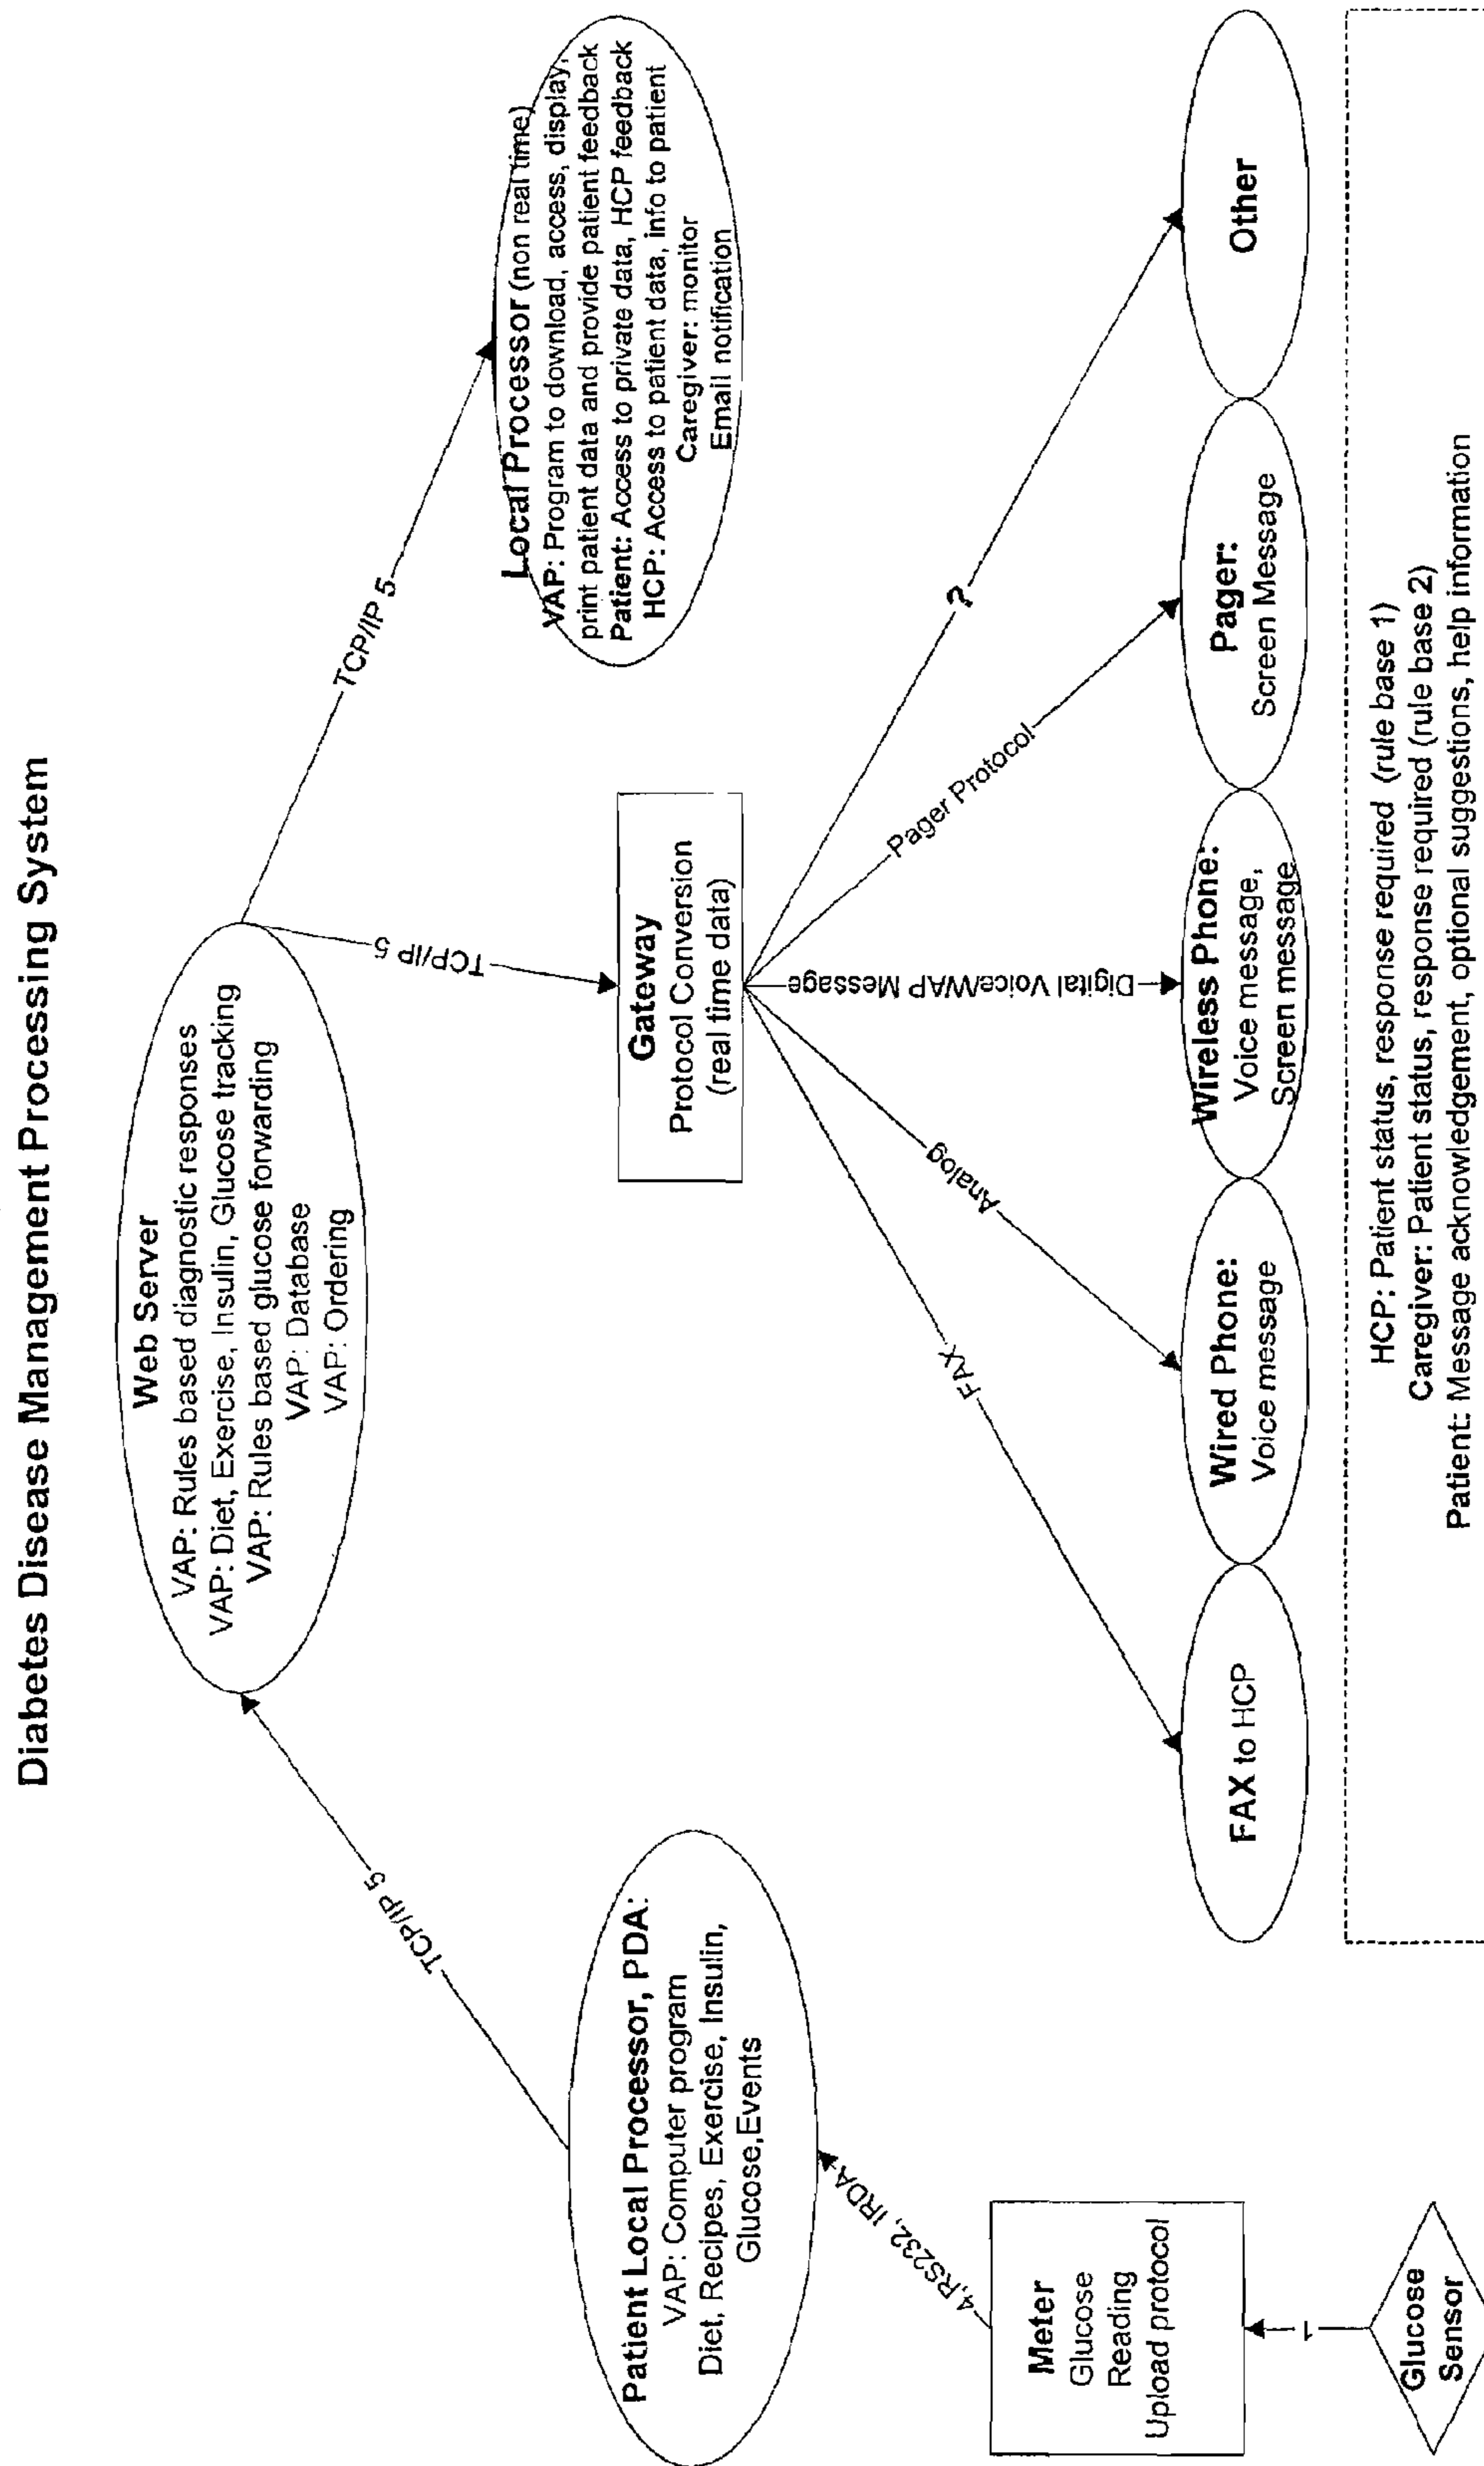 Diabetes Disease Management Processing System
Web Server
VAP: Rules based diagnostic responses
VAP: Diet, Exercise, Insulin, Glucose tracking
VAP: Rules based glucose forwarding
VAP: Database
VAP: Ordering
TCP/IP 5
TCP/IP 5
TCP/IP 5
Local Processor (non real time)
VAP: Program to download, access, display,
print patient data and provide patient feedback
Patient: Access to private data, HCP feedback
HCP: Access to patient data, info to patient
Caregiver: monitor
Email notification
Patient Local Processor, PDA:
VAP: Computer program
Diet, Recipes, Exercise, Insulin,
Glucose,Events
Gateway
Protocol Conversion
(real time data)
4,RS232, IRDA
Meter
Glucose
Reading
Upload protocol
1
Glucose
Sensor
FAX
Analog
Digital Voice/WAP Message
Pager Protocol
?
FAX to HCP
Wired Phone:
Voice message
Wireless Phone:
Voice message,
Screen message
Pager:
Screen Message
Other
HCP: Patient status, response required (rule base 1)
Caregiver: Patient status, response required (rule base 2)
Patient: Message acknowledgement, optional suggestions, help information